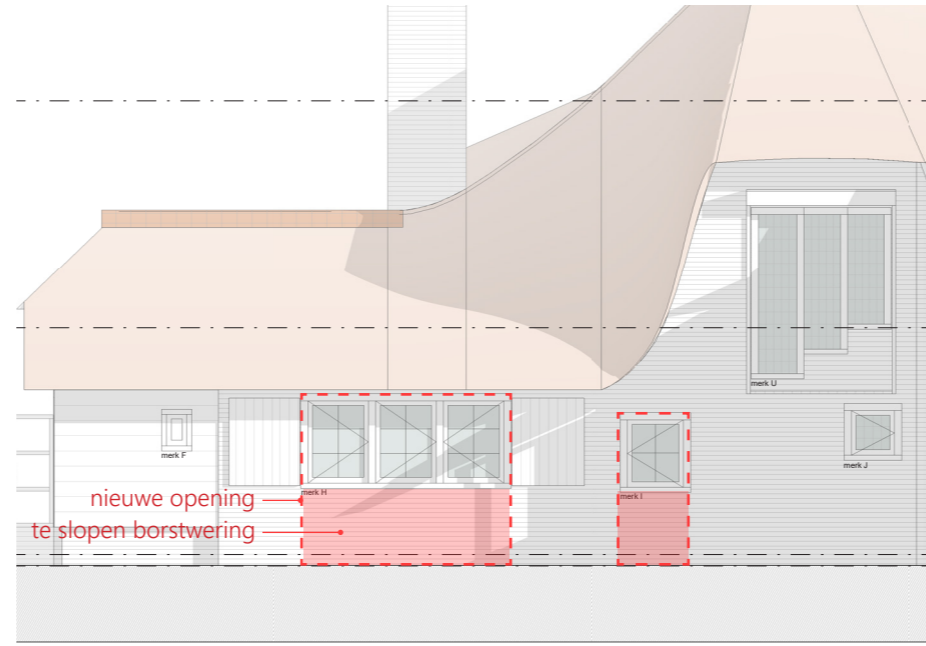 merk U
merk F
merk J
merk H
merk I
nieuwe opening
te slopen borstwering